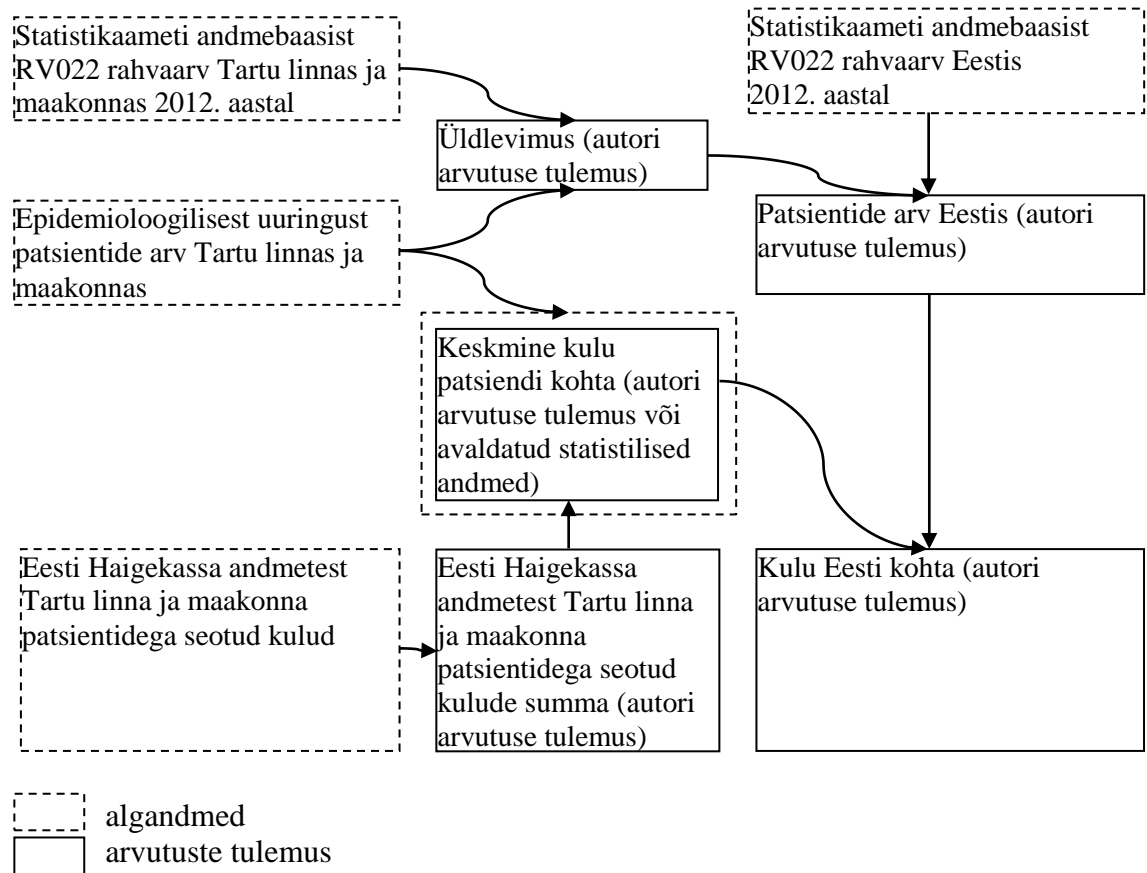 Statistikaameti andmebaasist
RV022 rahvaarv Tartu linnas ja
maakonnas 2012. aastal
Statistikaameti andmebaasist
RV022 rahvaarv Eestis
2012. aastal
Üldlevimus (autori
arvutuse tulemus)
Epidemioloogilisest uuringust
patsientide arv Tartu linnas ja
maakonnas
Patsientide arv Eestis (autori
arvutuse tulemus)
Keskmine kulu
patsiendi kohta (autori
arvutuse tulemus või
avaldatud statistilised
andmed)
Eesti Haigekassa andmetest
Tartu linna ja maakonna
patsientidega seotud kulud
Eesti Haigekassa
andmetest Tartu linna
ja maakonna
patsientidega seotud
kulude summa (autori
arvutuse tulemus)
Kulu Eesti kohta (autori
arvutuse tulemus)
algandmed
arvutuste tulemus